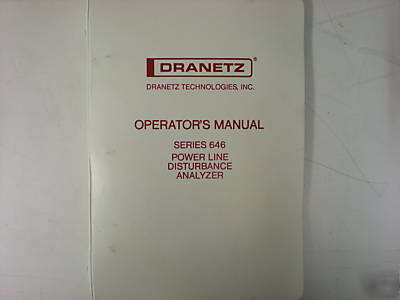 DRANETZ®
DRANETZ TECHNOLOGIES, INC.
OPERATOR'S MANUAL
SERIES 646
POWER LINE
DISTURBANCE
ANALYZER